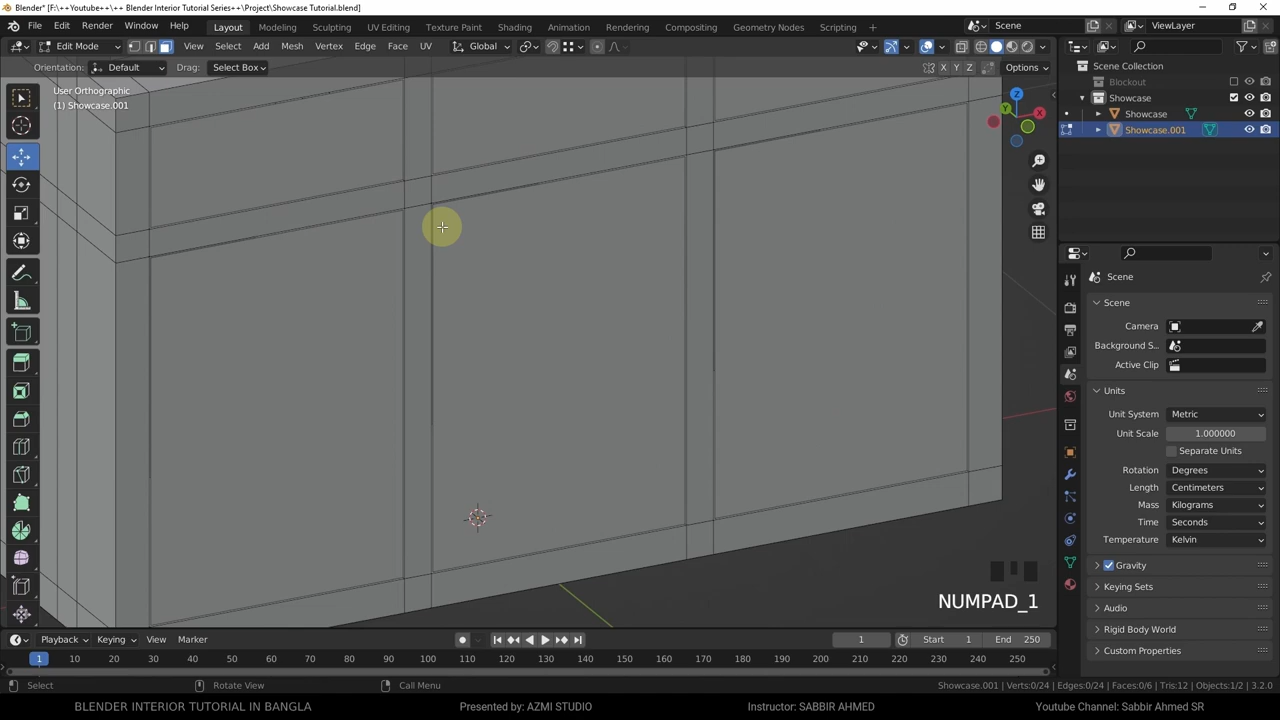 Blender* [F:\++Youtube++\++ Blender Interior Tutorial Series++\Project\Showcase Tutorial.blend]
File Edit Render Window Help Layout Modeling Sculpting UV Editing Texture Paint Shading Animation Rendering Compositing Geometry Nodes Scripting Scene ViewLayer
Edit Mode View Select Add Mesh Vertex Edge Face UV Global
Orientation: Default Drag: Select Box X Y Z Options
User Orthographic
(1) Showcase.001
Z
X
Y
Scene Collection
Blockout
Showcase
Showcase
Showcase.001
Scene
Scene
Camera
Background S...
Active Clip
Units
Unit System Metric
Unit Scale 1.000000
Separate Units
Rotation Degrees
Length Centimeters
Mass Kilograms
Time Seconds
Temperature Kelvin
Gravity
Keying Sets
Audio
Rigid Body World
Custom Properties
NUMPAD_1
Playback Keying View Marker 1 Start 1 End 250
1 10 20 30 40 50 60 70 80 90 100 110 120 130 140 150 160 170 180 190 200 210 220 230 240 250
Select Rotate View Call Menu Showcase.001 | Verts:0/24 | Edges:0/24 | Faces:0/6 | Tris:12 | Objects:1/2 | 3.2.0
BLENDER INTERIOR TUTORIAL IN BANGLA Presented by: AZMI STUDIO Instructor: SABBIR AHMED Youtube Channel: Sabbir Ahmed SR